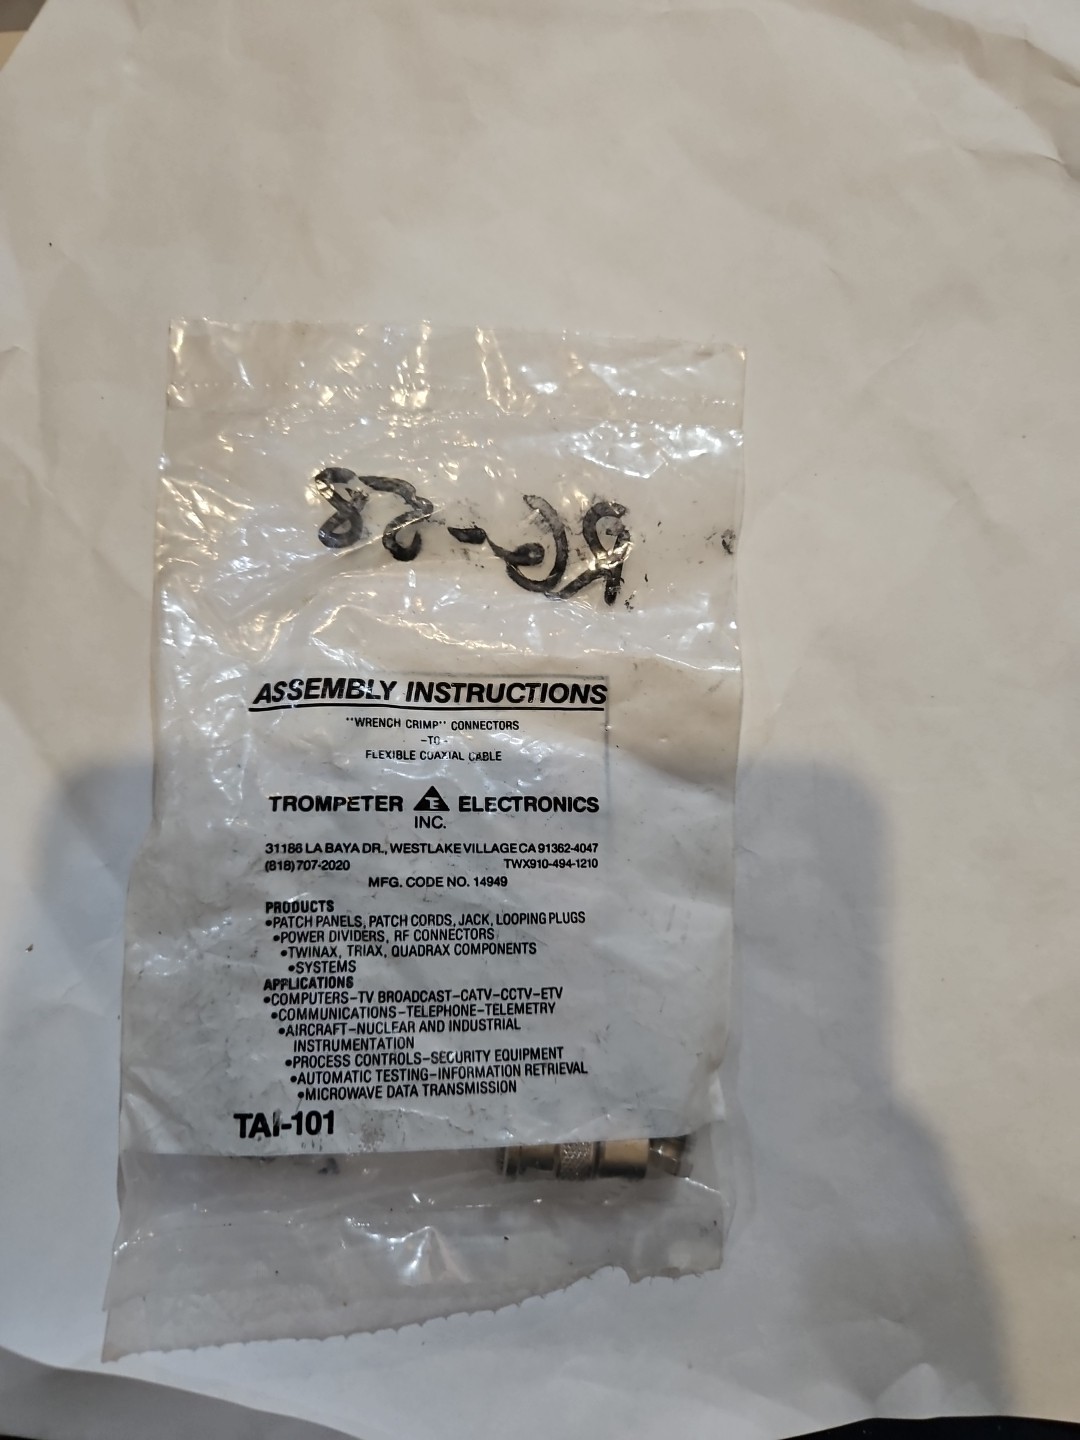 ASSEMBLY INSTRUCTIONS
"WRENCH CRIMP" CONNECTORS
-TO-
FLEXIBLE COAXIAL CABLE
TROMPETER TE ELECTRONICS
INC.
31186 LA BAYA DR., WESTLAKE VILLAGE CA 91362-4047
(818) 707-2020 TWX910-494-1210
MFG. CODE NO. 14949
PRODUCTS
•PATCH PANELS, PATCH CORDS, JACK, LOOPING PLUGS
•POWER DIVIDERS, RF CONNECTORS
•TWINAX, TRIAX, QUADRAX COMPONENTS
•SYSTEMS
APPLICATIONS
•COMPUTERS-TV BROADCAST-CATV-CCTV-ETV
•COMMUNICATIONS-TELEPHONE-TELEMETRY
•AIRCRAFT-NUCLEAR AND INDUSTRIAL
INSTRUMENTATION
•PROCESS CONTROLS-SECURITY EQUIPMENT
•AUTOMATIC TESTING-INFORMATION RETRIEVAL
•MICROWAVE DATA TRANSMISSION
TAI-101